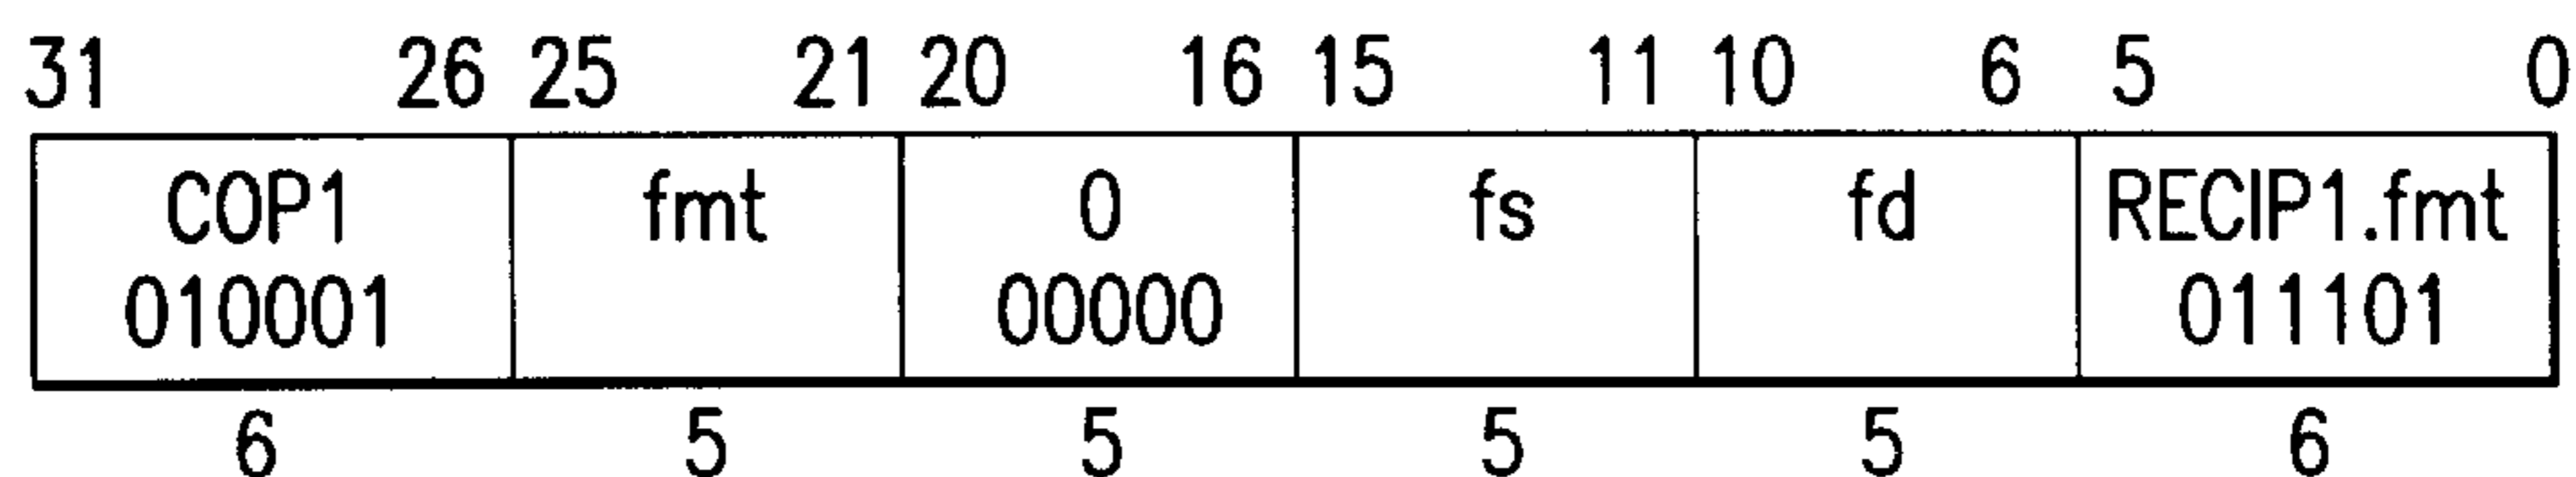 31 26 25 21 20 16 15 11 10 6 5 0
COP1 fmt 0 fs fd RECIP1.fmt
010001 00000 011101
6 5 5 5 5 6